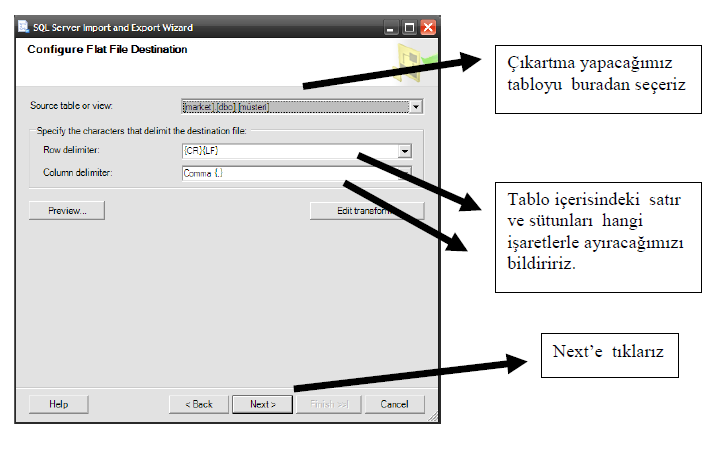 SQL Server Import and Export Wizard
Configure Flat File Destination
Source table or view:
[market].[dbo].[müsteri]
Specify the characters that delimit the destination file:
Row delimiter:
{CR}{LF}
Column delimiter:
Comma {,}
Preview...
Edit transform
Help
< Back
Next >
Finish >>|
Cancel
Çıkartma yapacağımız
tabloyu buradan seçeriz
Tablo içerisindeki satır
ve sütunları hangi
işaretlerle ayıracağımızı
bildiririz.
Next’e tıklarız